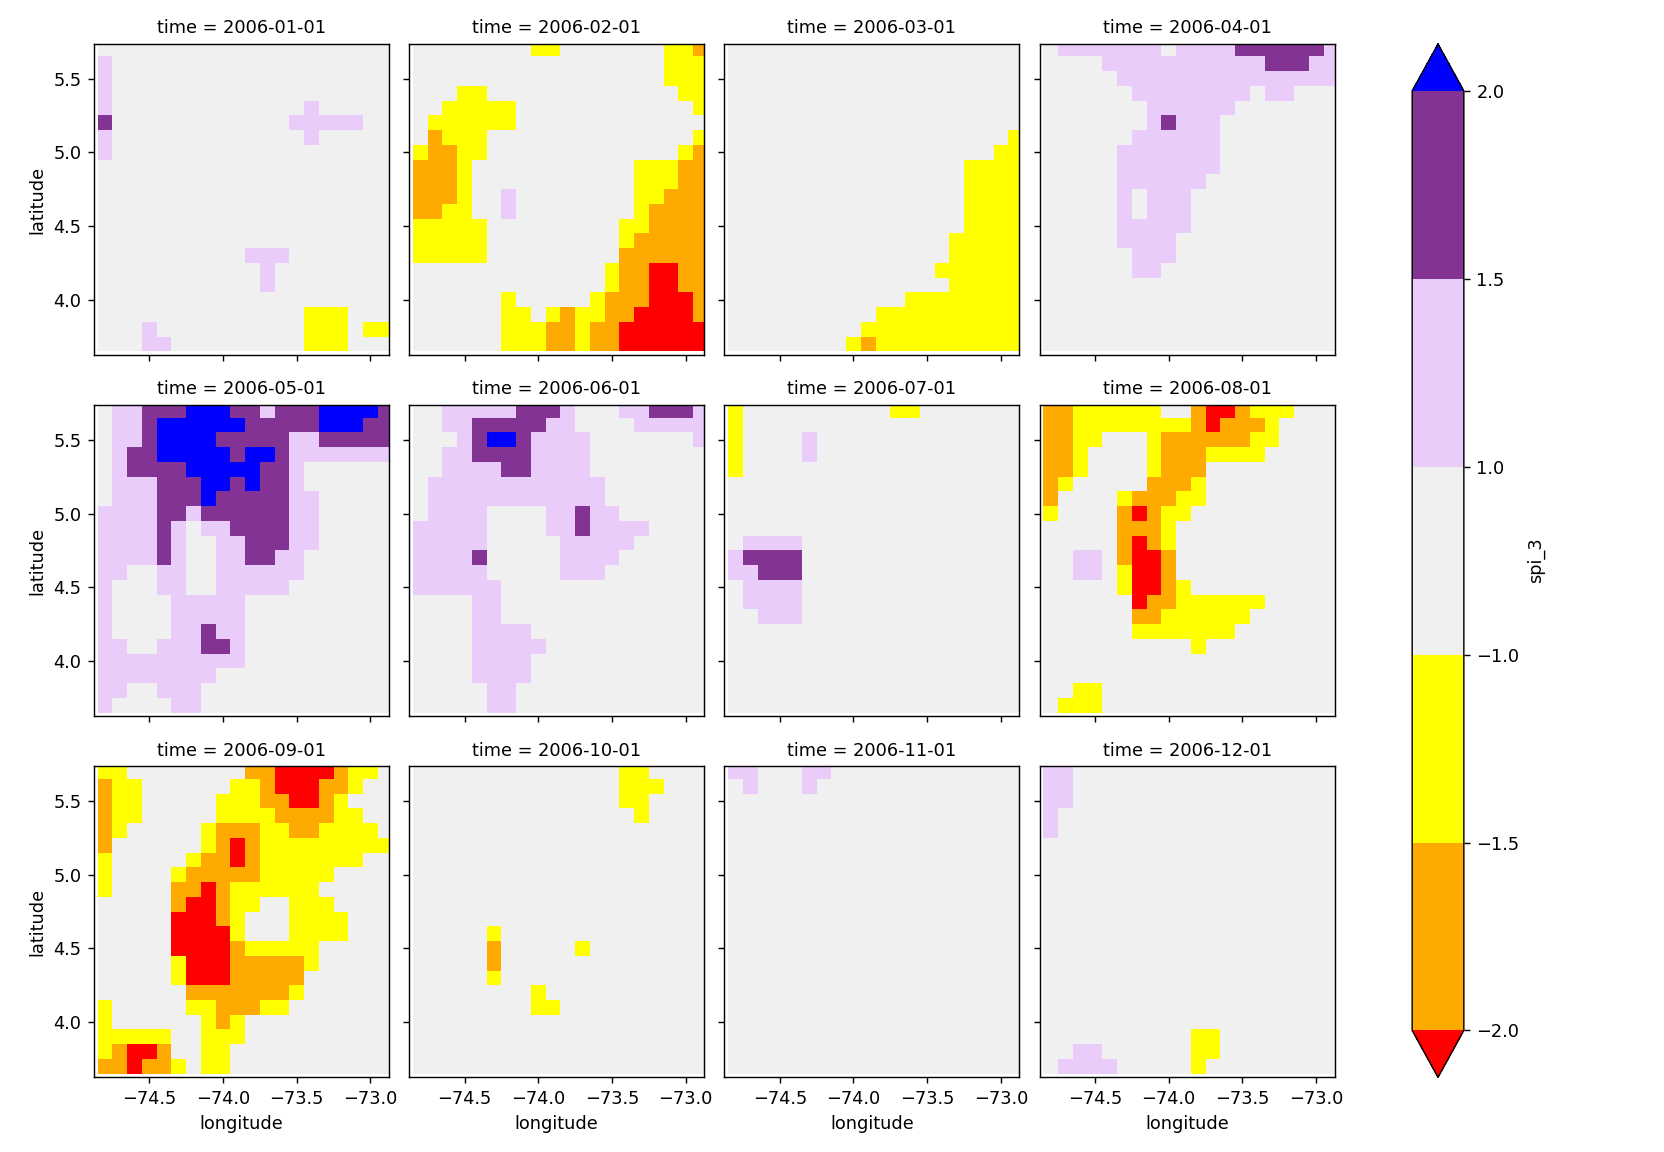 time = 2006-01-01
time = 2006-02-01
time = 2006-03-01
time = 2006-04-01
latitude
5.5
5.0
4.5
4.0
time = 2006-05-01
time = 2006-06-01
time = 2006-07-01
time = 2006-08-01
latitude
5.5
5.0
4.5
4.0
time = 2006-09-01
time = 2006-10-01
time = 2006-11-01
time = 2006-12-01
latitude
5.5
5.0
4.5
4.0
−74.5 −74.0 −73.5 −73.0
−74.5 −74.0 −73.5 −73.0
−74.5 −74.0 −73.5 −73.0
−74.5 −74.0 −73.5 −73.0
longitude
longitude
longitude
longitude
2.0
1.5
1.0
−1.0
−1.5
−2.0
spi_3